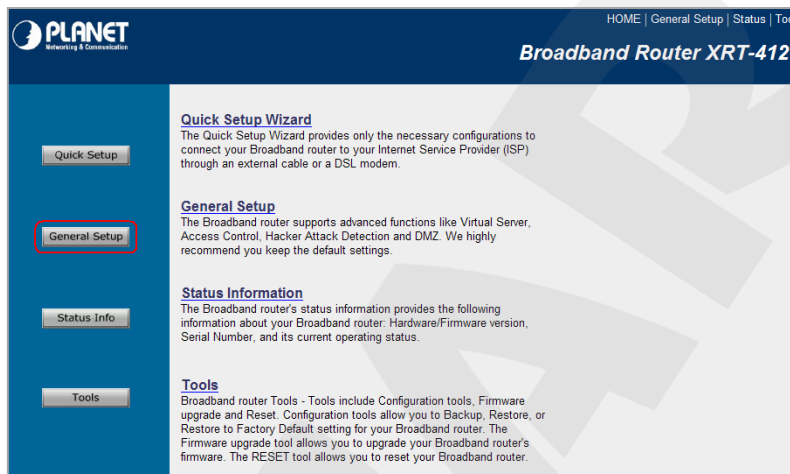 PLANET
Networking & Communication
HOME | General Setup | Status |
Broadband Router XRT-412
Quick Setup
Quick Setup Wizard
The Quick Setup Wizard provides only the necessary configurations to
connect your Broadband router to your Internet Service Provider (ISP)
through an external cable or a DSL modem.
General Setup
General Setup
The Broadband router supports advanced functions like Virtual Server,
Access Control, Hacker Attack Detection and DMZ. We highly
recommend you keep the default settings.
Status Info
Status Information
The Broadband router's status information provides the following
information about your Broadband router: Hardware/Firmware version,
Serial Number, and its current operating status.
Tools
Tools
Broadband router Tools - Tools include Configuration tools, Firmware
upgrade and Reset. Configuration tools allow you to Backup, Restore, or
Restore to Factory Default setting for your Broadband router. The
Firmware upgrade tool allows you to upgrade your Broadband router's
firmware. The RESET tool allows you to reset your Broadband router.